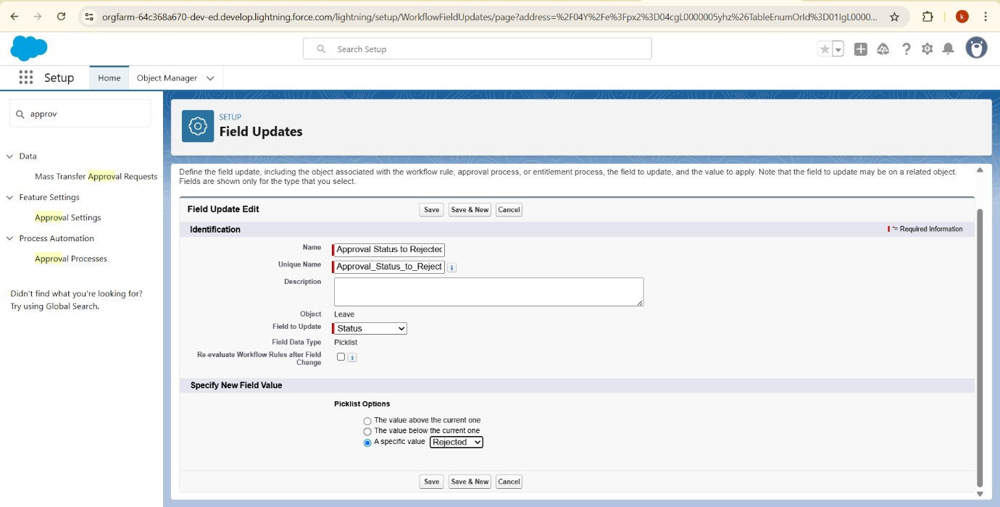 orgfarm-64c368a670-dev-ed.develop.lightning.force.com/lightning/setup/WorkflowFieldUpdates/page?address=%2F04Y%2Fe%3Fpx2%3D04cgL0000005yhz%26TableEnumOrId%3D01IgL0000...
k
Search Setup
Setup
Home
Object Manager
approv
Data
Mass Transfer Approval Requests
Feature Settings
Approval Settings
Process Automation
Approval Processes
Didn't find what you're looking for?
Try using Global Search.
SETUP
Field Updates
Define the field update, including the object associated with the workflow rule, approval process, or entitlement process, the field to update, and the value to apply. Note that the field to update may be on a related object.
Fields are shown only for the type that you select.
Field Update Edit
Save
Save & New
Cancel
Identification
= Required Information
Name
Approval Status to Rejected
Unique Name
Approval_Status_to_Reject
i
Description
Object
Leave
Field to Update
Status
Field Data Type
Picklist
Re-evaluate Workflow Rules after Field
Change
i
Specify New Field Value
Picklist Options
The value above the current one
The value below the current one
A specific value
Rejected
Save
Save & New
Cancel